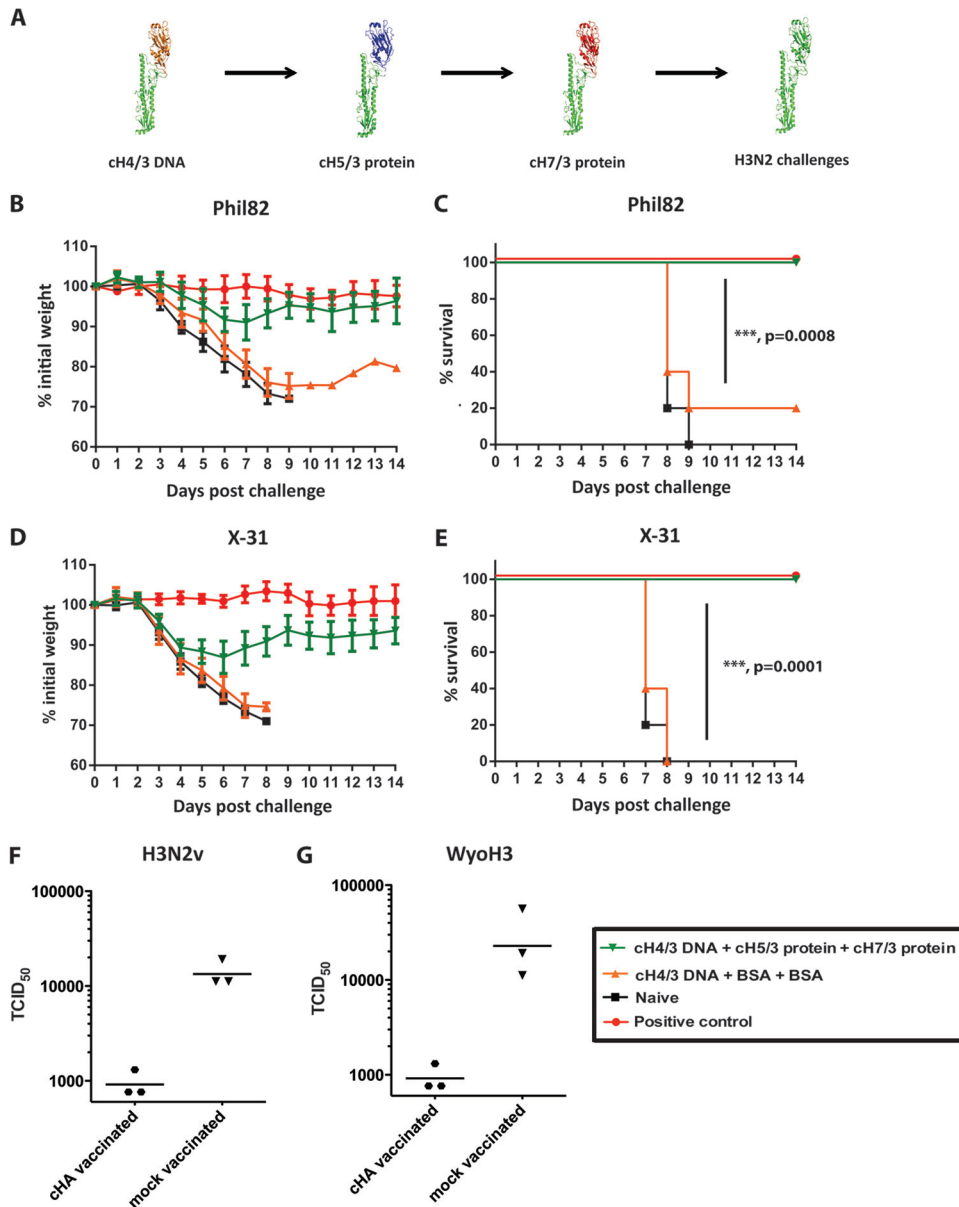 A
cH4/3 DNA
cH5/3 protein
cH7/3 protein
H3N2 challenges
B
Phil82
% initial weight
110
100
90
80
70
60
0 1 2 3 4 5 6 7 8 9 10 11 12 13 14
Days post challenge
C
Phil82
% survival
100
80
60
40
20
0
***, p=0.0008
0 1 2 3 4 5 6 7 8 9 10 11 12 13 14
Days post challenge
D
X-31
% initial weight
110
100
90
80
70
60
0 1 2 3 4 5 6 7 8 9 10 11 12 13 14
Days post challenge
E
X-31
% survival
100
80
60
40
20
0
***, p=0.0001
0 1 2 3 4 5 6 7 8 9 10 11 12 13 14
Days post challenge
F
H3N2v
TCID50
100000
10000
1000
cHA vaccinated
mock vaccinated
G
WyoH3
TCID50
100000
10000
1000
cHA vaccinated
mock vaccinated
cH4/3 DNA + cH5/3 protein + cH7/3 protein
cH4/3 DNA + BSA + BSA
Naive
Positive control